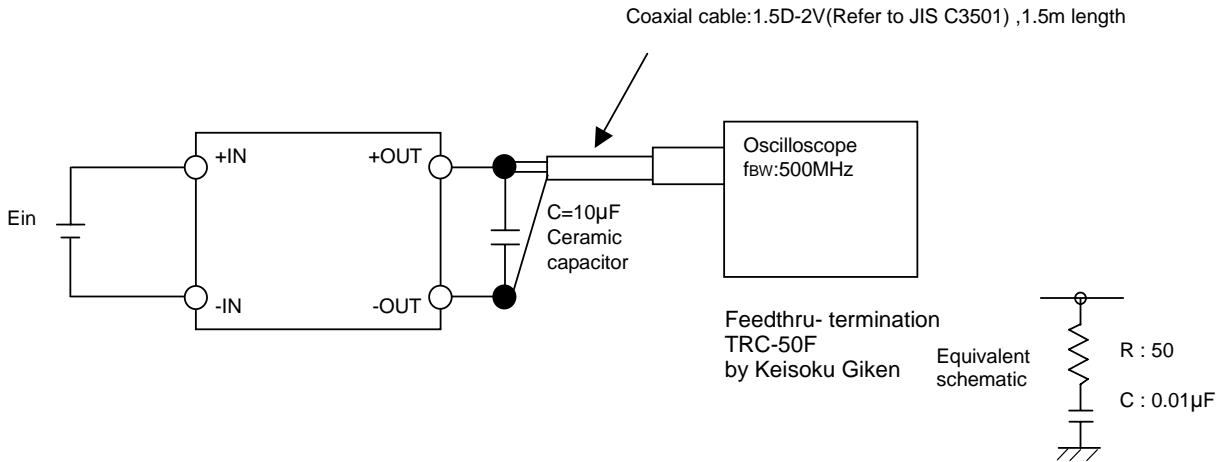 Coaxial cable:1.5D-2V(Refer to JIS C3501) ,1.5m length
Ein
+IN
-IN
+OUT
-OUT
C=10µF
Ceramic
capacitor
Oscilloscope
fBW:500MHz
Feedthru- termination
TRC-50F
by Keisoku Giken
Equivalent
schematic
R : 50
C : 0.01µF